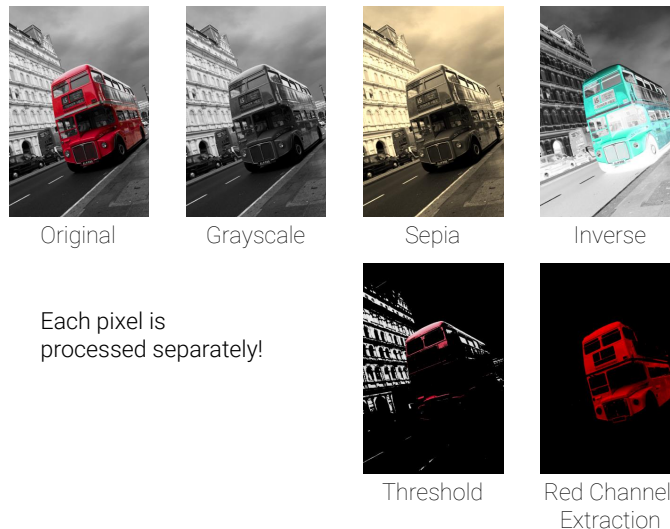 Original
Grayscale
Sepia
Inverse
Each pixel is
processed separately!
Threshold
Red Channel
Extraction